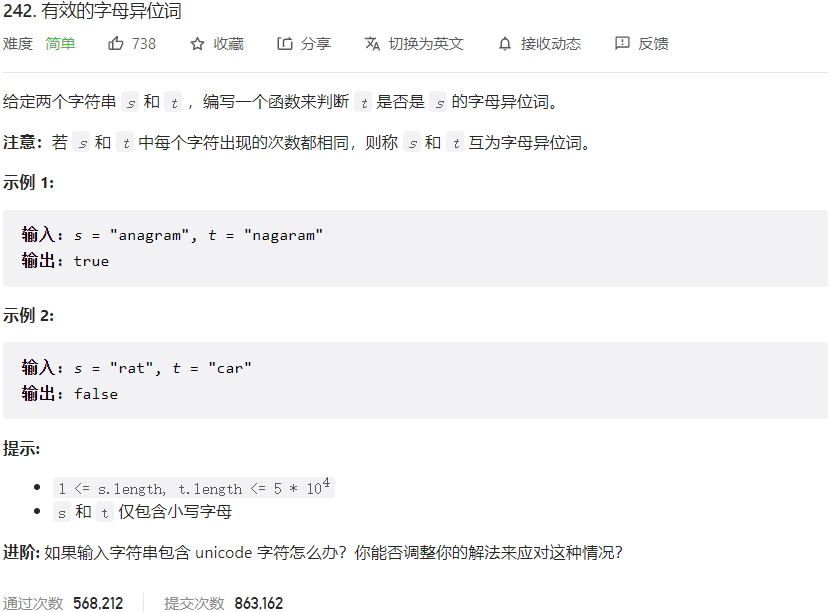 242. 有效的字母异位词
难度 简单 738 收藏 分享 切换为英文 接收动态 反馈
给定两个字符串 s 和 t ，编写一个函数来判断 t 是否是 s 的字母异位词。
注意：若 s 和 t 中每个字符出现的次数都相同，则称 s 和 t 互为字母异位词。
示例 1:
输入: s = "anagram", t = "nagaram"
输出: true
示例 2:
输入: s = "rat", t = "car"
输出: false
提示:
1 <= s.length, t.length <= 5 * 10⁴
s 和 t 仅包含小写字母
进阶: 如果输入字符串包含 unicode 字符怎么办？你能否调整你的解法来应对这种情况？
通过次数 568,212 提交次数 863,162